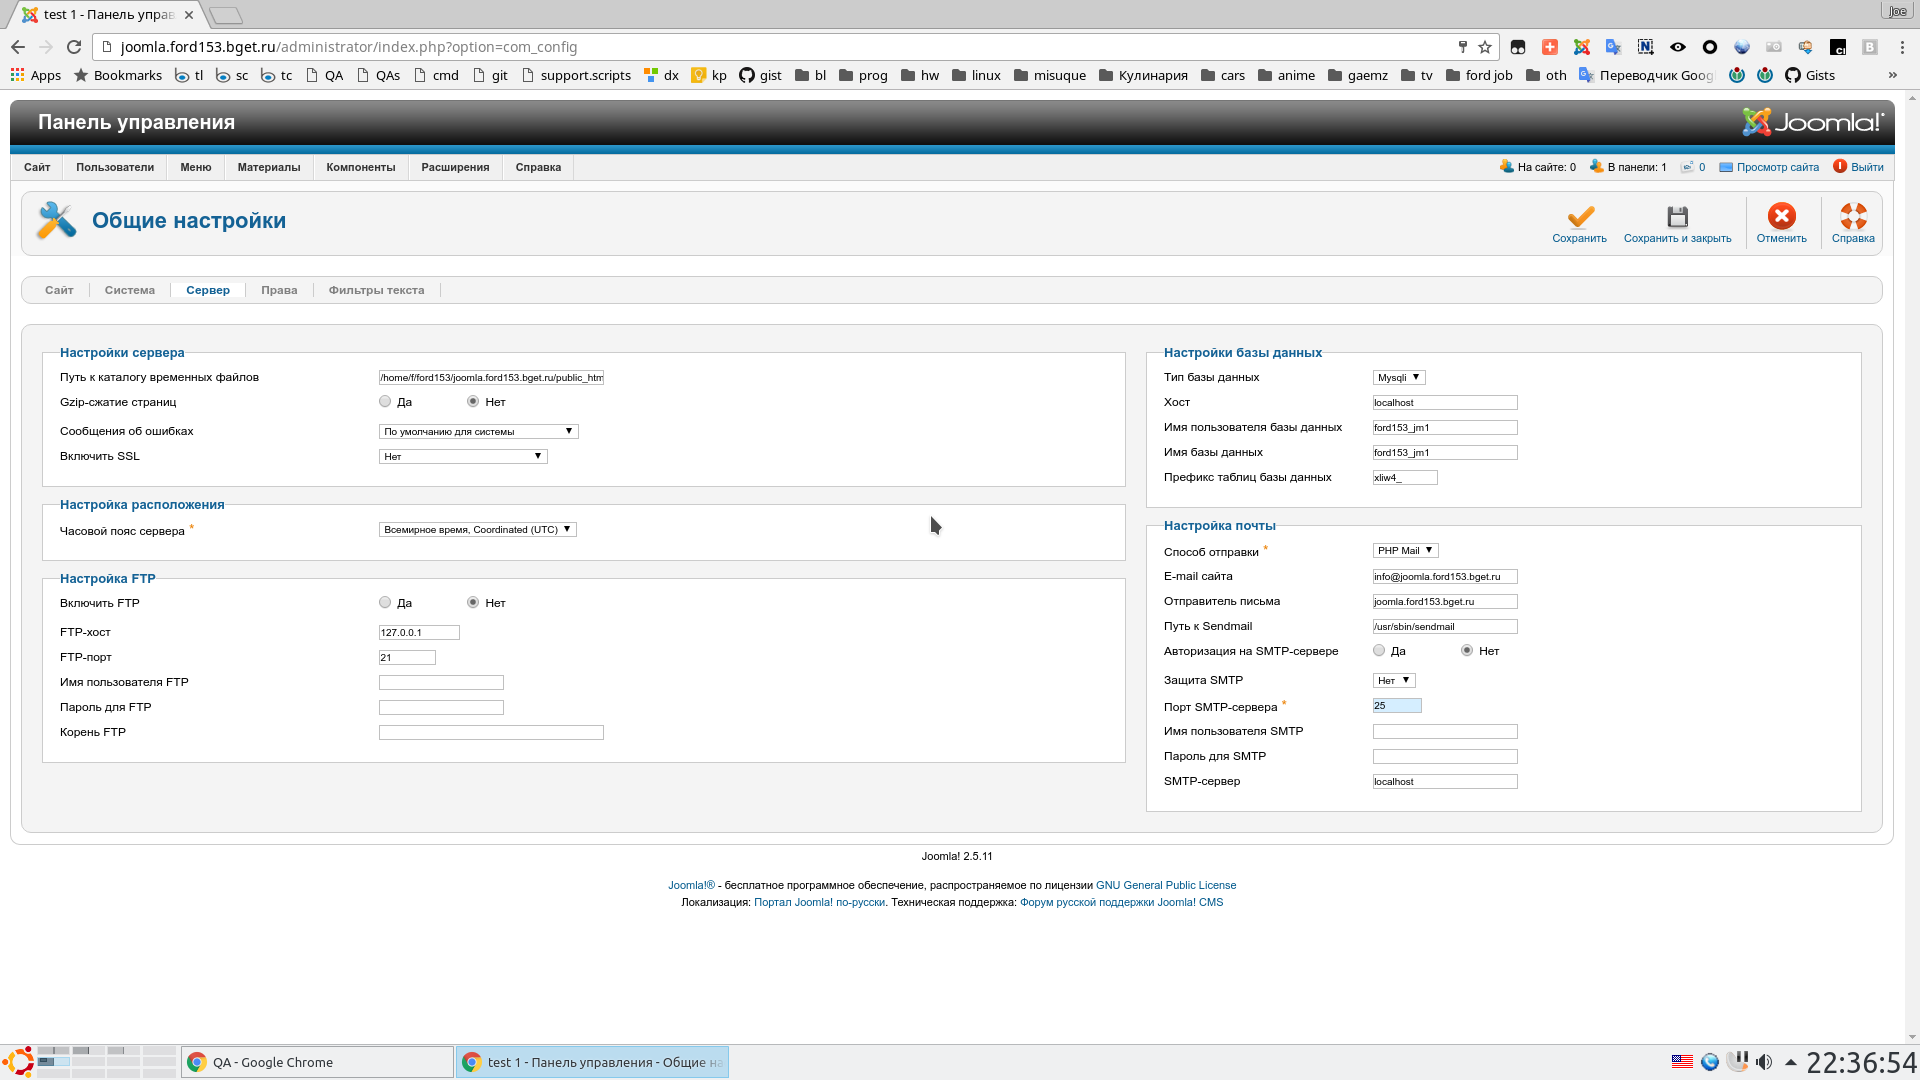 test 1 - Панель управ
Joe
joomla.ford153.bget.ru/administrator/index.php?option=com_config
Apps Bookmarks tl sc tc QA QAs cmd git support.scripts dx kp gist bl prog hw linux misuque Кулинария cars anime gaemz tv ford job oth Переводчик Goog Gists »
Панель управления
Joomla!
Сайт Пользователи Меню Материалы Компоненты Расширения Справка На сайте: 0 В панели: 1 0 Просмотр сайта Выйти
Общие настройки
Сохранить Сохранить и закрыть Отменить Справка
Сайт Система Сервер Права Фильтры текста
Настройки сервера
Путь к каталогу временных файлов /home/f/ford153/joomla.ford153.bget.ru/public_htm
Gzip-сжатие страниц Да Нет
Сообщения об ошибках По умолчанию для системы
Включить SSL Нет
Настройка расположения
Часовой пояс сервера * Всемирное время, Coordinated (UTC)
Настройка FTP
Включить FTP Да Нет
FTP-хост 127.0.0.1
FTP-порт 21
Имя пользователя FTP
Пароль для FTP
Корень FTP
Настройки базы данных
Тип базы данных Mysqli
Хост localhost
Имя пользователя базы данных ford153_jm1
Имя базы данных ford153_jm1
Префикс таблиц базы данных xliw4_
Настройка почты
Способ отправки * PHP Mail
E-mail сайта info@joomla.ford153.bget.ru
Отправитель письма joomla.ford153.bget.ru
Путь к Sendmail /usr/sbin/sendmail
Авторизация на SMTP-сервере Да Нет
Защита SMTP Нет
Порт SMTP-сервера * 25
Имя пользователя SMTP
Пароль для SMTP
SMTP-сервер localhost
Joomla! 2.5.11
Joomla!® - бесплатное программное обеспечение, распространяемое по лицензии GNU General Public License
Локализация: Портал Joomla! по-русски. Техническая поддержка: Форум русской поддержки Joomla! CMS
QA - Google Chrome
test 1 - Панель управления - Общие на
22:36:54